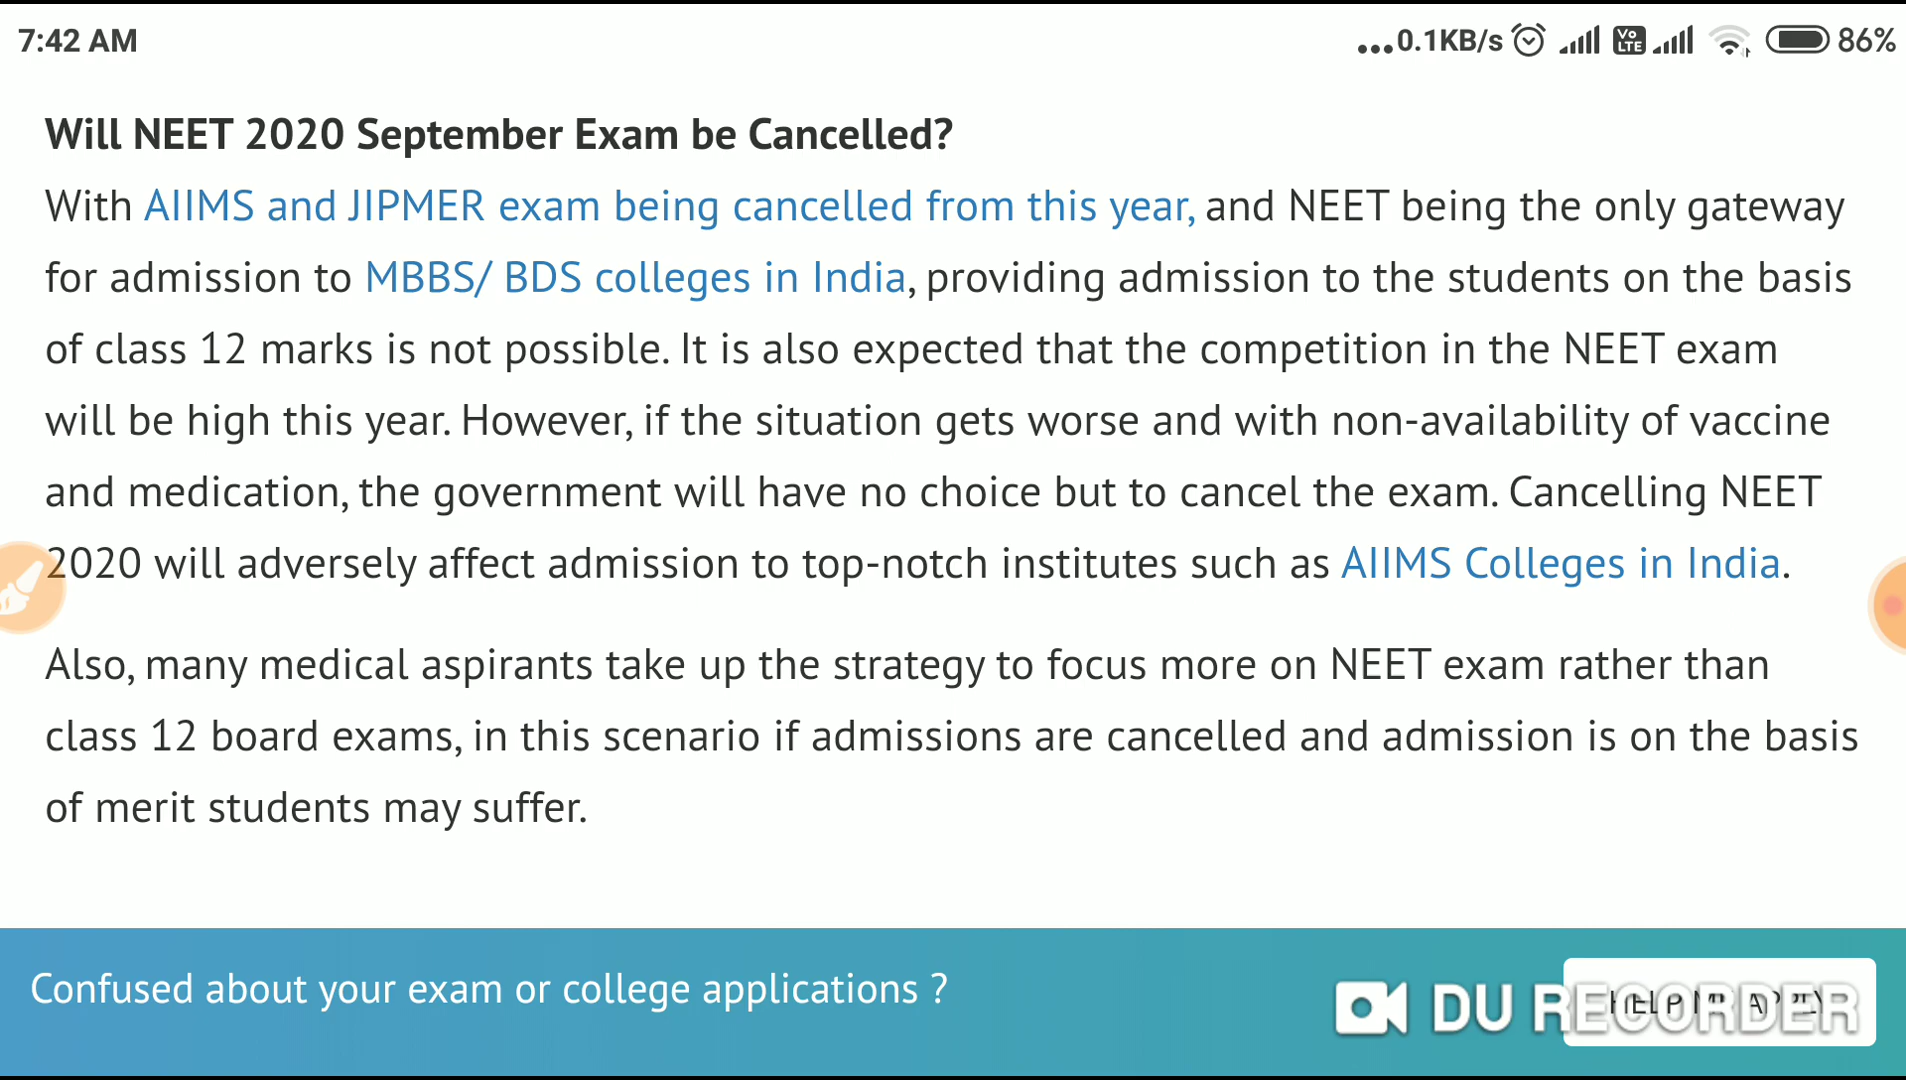 7:42 AM
...0.1KB/s Vo LTE 86%
Will NEET 2020 September Exam be Cancelled?
With AIIMS and JIPMER exam being cancelled from this year, and NEET being the only gateway
for admission to MBBS/ BDS colleges in India, providing admission to the students on the basis
of class 12 marks is not possible. It is also expected that the competition in the NEET exam
will be high this year. However, if the situation gets worse and with non-availability of vaccine
and medication, the government will have no choice but to cancel the exam. Cancelling NEET
2020 will adversely affect admission to top-notch institutes such as AIIMS Colleges in India.
Also, many medical aspirants take up the strategy to focus more on NEET exam rather than
class 12 board exams, in this scenario if admissions are cancelled and admission is on the basis
of merit students may suffer.
Confused about your exam or college applications ?
HELP ME APPLY
DU RECORDER